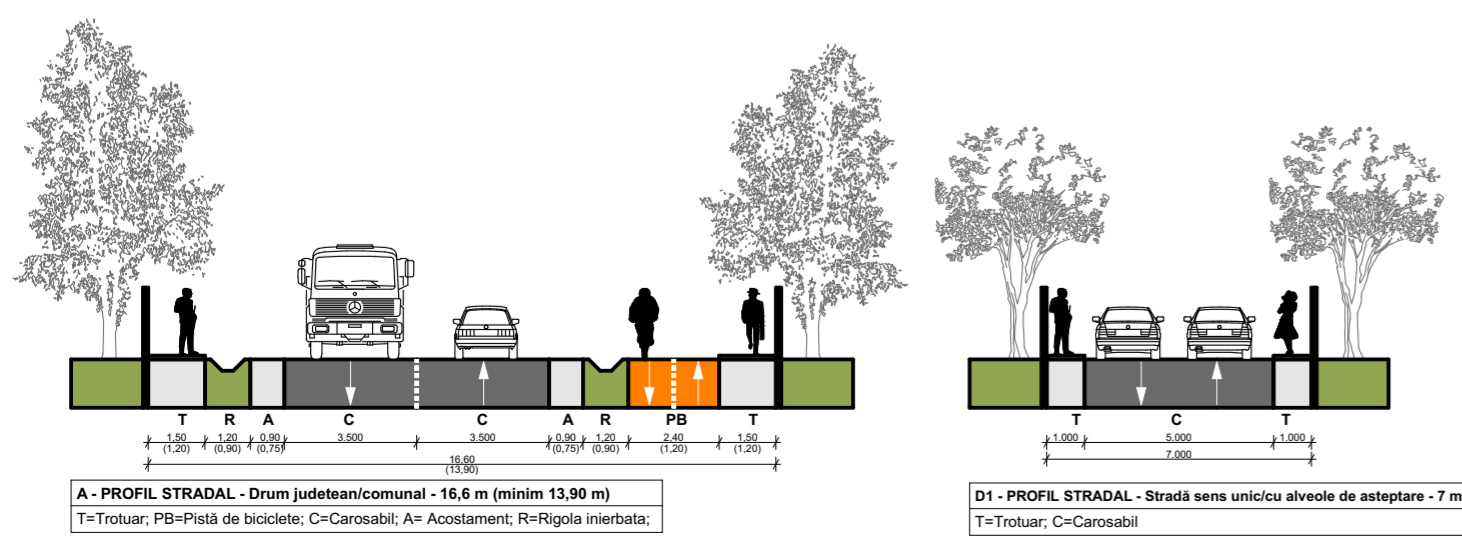 T R A C C A R PB T
1,50 1,20 0,90 3.500 3.500 0,90 1,20 2,40 1,50
(1,20) (0,90) (0,75) (0,75) (0,90) (1,20) (1,20)
16,60
(13,90)
A - PROFIL STRADAL - Drum judetean/comunal - 16,6 m (minim 13,90 m)
T=Trotuar; PB=Pistă de biciclete; C=Carosabil; A= Acostament; R=Rigola inierbata;
T C T
1.000 5.000 1.000
7.000
D1 - PROFIL STRADAL - Stradă sens unic/cu alveole de asteptare - 7 m
T=Trotuar; C=Carosabil